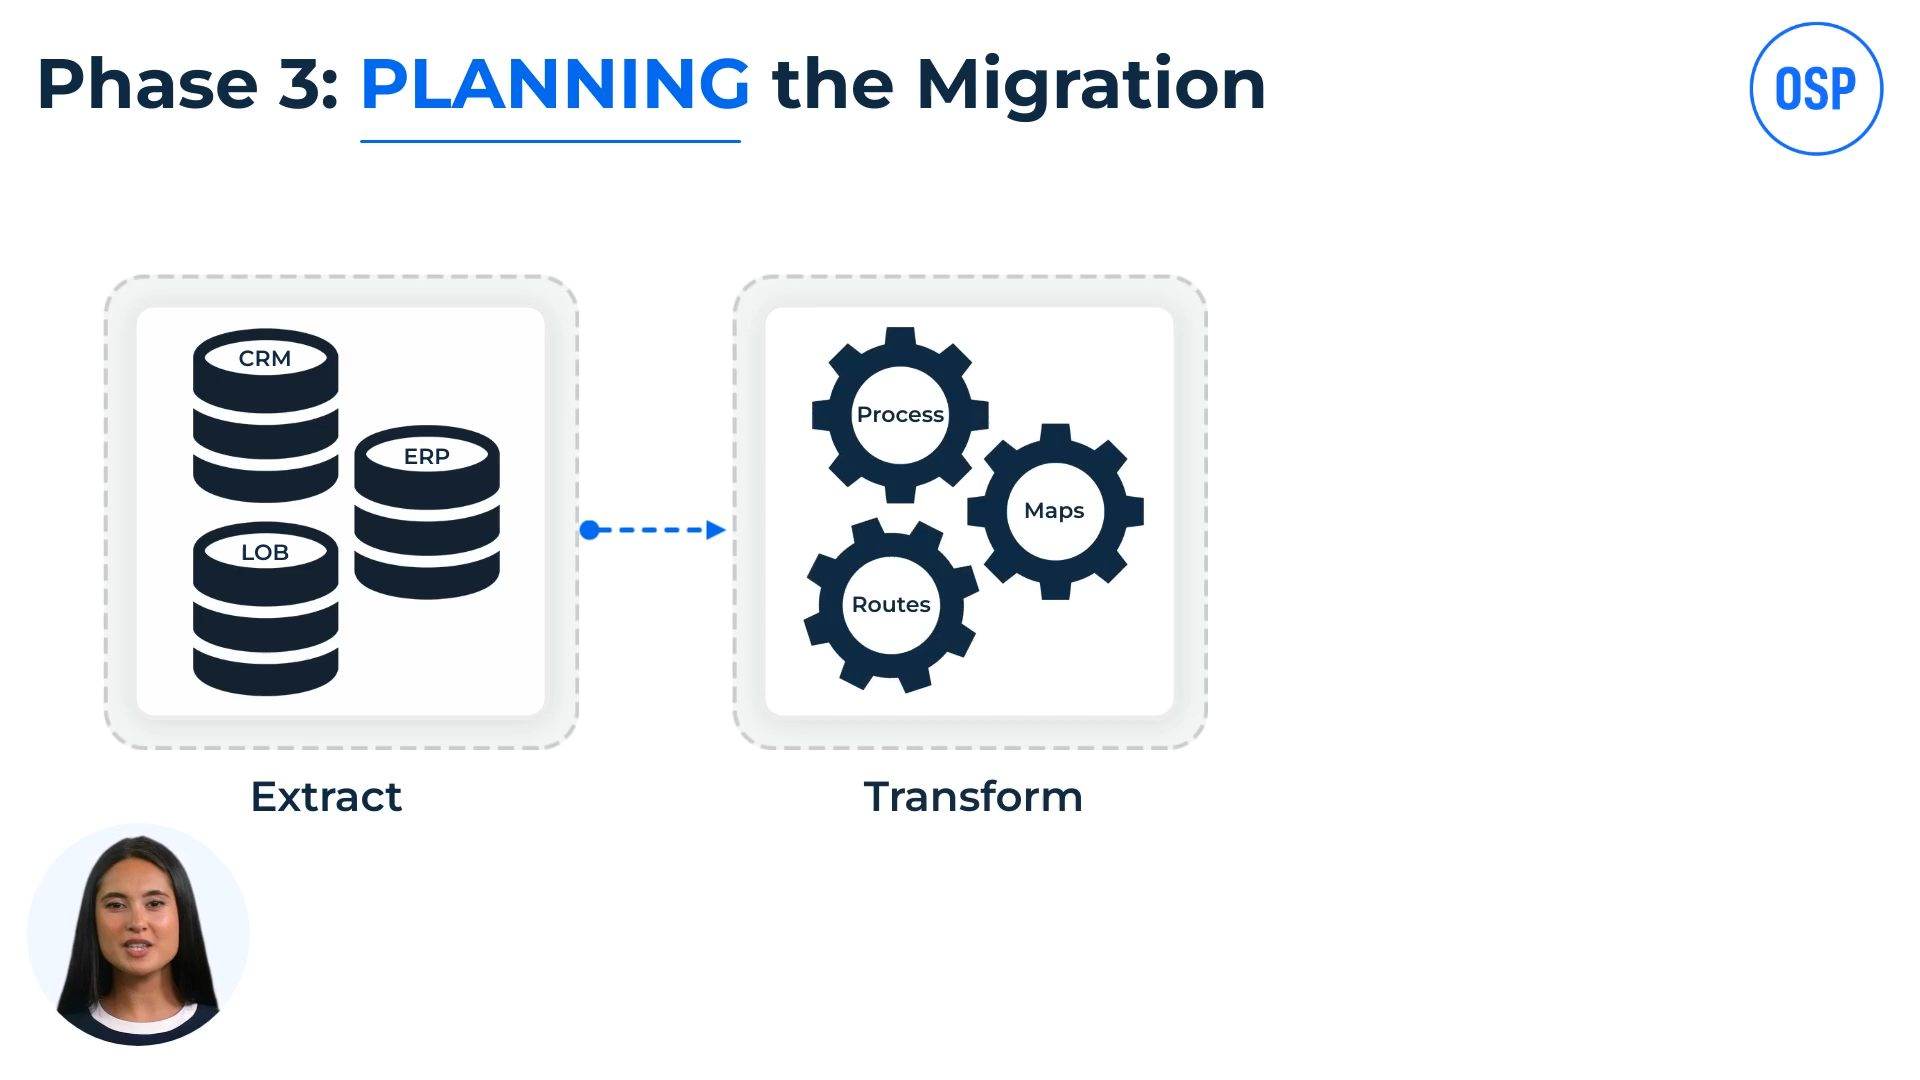 Phase 3: PLANNING the Migration
OSP
CRM
ERP
LOB
Process
Maps
Routes
Extract
Transform